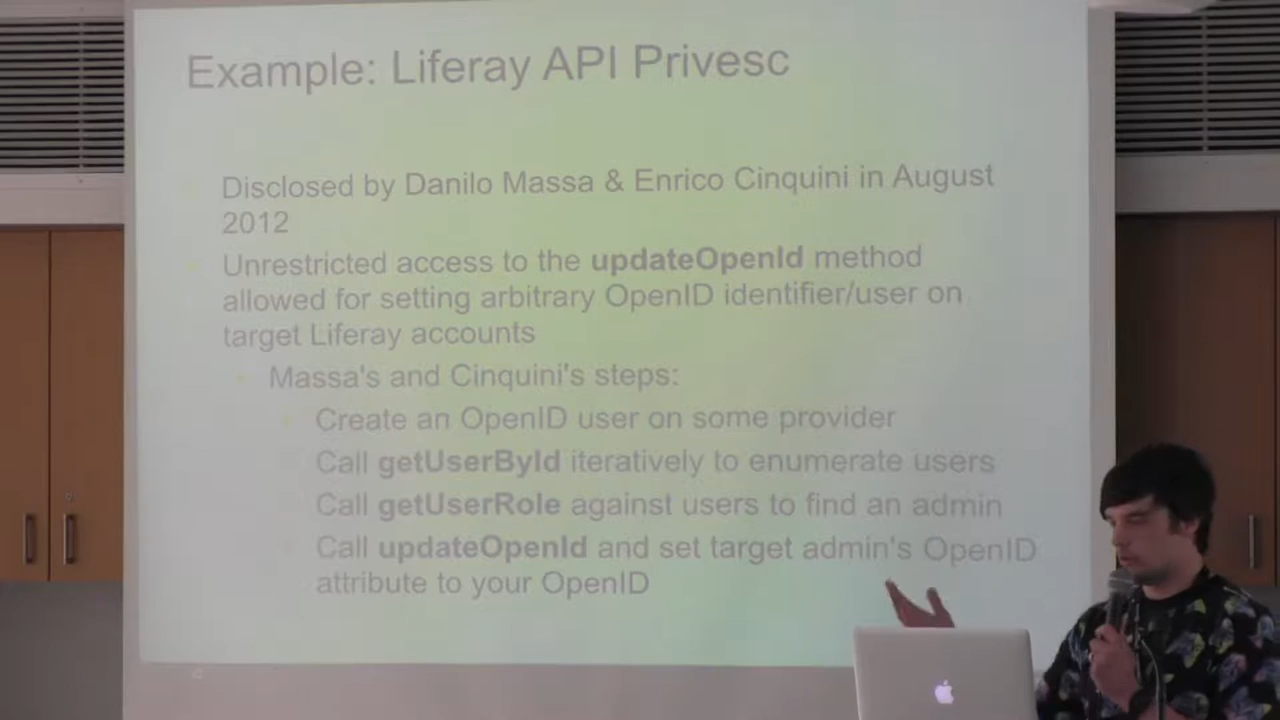 Example: Liferay API Privesc
Disclosed by Danilo Massa & Enrico Cinquini in August
2012
Unrestricted access to the updateOpenId method
allowed for setting arbitrary OpenID identifier/user on
target Liferay accounts
Massa's and Cinquini's steps:
Create an OpenID user on some provider
Call getUserById iteratively to enumerate users
Call getUserRole against users to find an admin
Call updateOpenId and set target admin's OpenID
attribute to your OpenID